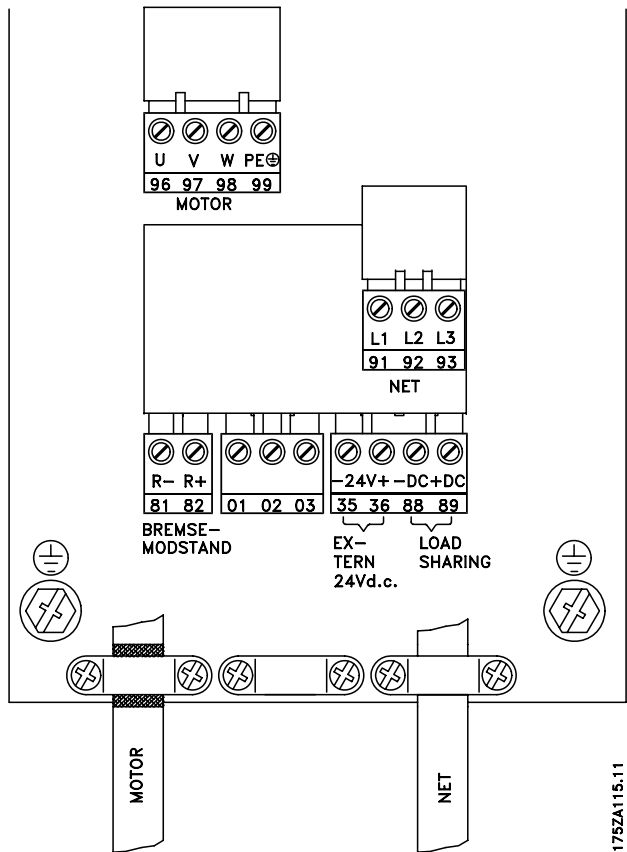 U V W PE
96 97 98 99
MOTOR
L1 L2 L3
91 92 93
NET
R- R+
-24V+ -DC+DC
81 82
01 02 03
35 36 88 89
BREMSE-
MODSTAND
EX-
TERN
24Vd.c.
LOAD
SHARING
MOTOR
NET
175ZA115.11